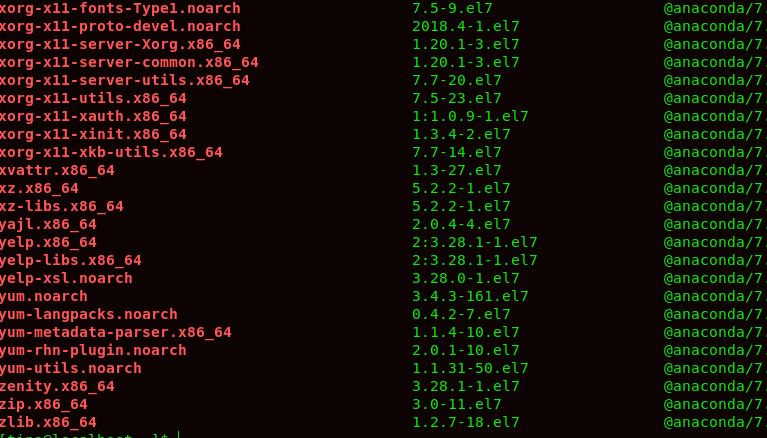 xorg-x11-fonts-Type1.noarch 7.5-9.el7 @anaconda/7.
xorg-x11-proto-devel.noarch 2018.4-1.el7 @anaconda/7.
xorg-x11-server-Xorg.x86_64 1.20.1-3.el7 @anaconda/7.
xorg-x11-server-common.x86_64 1.20.1-3.el7 @anaconda/7.
xorg-x11-server-utils.x86_64 7.7-20.el7 @anaconda/7.
xorg-x11-utils.x86_64 7.5-23.el7 @anaconda/7.
xorg-x11-xauth.x86_64 1:1.0.9-1.el7 @anaconda/7.
xorg-x11-xinit.x86_64 1.3.4-2.el7 @anaconda/7.
xorg-x11-xkb-utils.x86_64 7.7-14.el7 @anaconda/7.
xvattr.x86_64 1.3-27.el7 @anaconda/7.
xz.x86_64 5.2.2-1.el7 @anaconda/7.
xz-libs.x86_64 5.2.2-1.el7 @anaconda/7.
yajl.x86_64 2.0.4-4.el7 @anaconda/7.
yelp.x86_64 2:3.28.1-1.el7 @anaconda/7.
yelp-libs.x86_64 2:3.28.1-1.el7 @anaconda/7.
yelp-xsl.noarch 3.28.0-1.el7 @anaconda/7.
yum.noarch 3.4.3-161.el7 @anaconda/7.
yum-langpacks.noarch 0.4.2-7.el7 @anaconda/7.
yum-metadata-parser.x86_64 1.1.4-10.el7 @anaconda/7.
yum-rhn-plugin.noarch 2.0.1-10.el7 @anaconda/7.
yum-utils.noarch 1.1.31-50.el7 @anaconda/7.
zenity.x86_64 3.28.1-1.el7 @anaconda/7.
zip.x86_64 3.0-11.el7 @anaconda/7.
zlib.x86_64 1.2.7-18.el7 @anaconda/7.